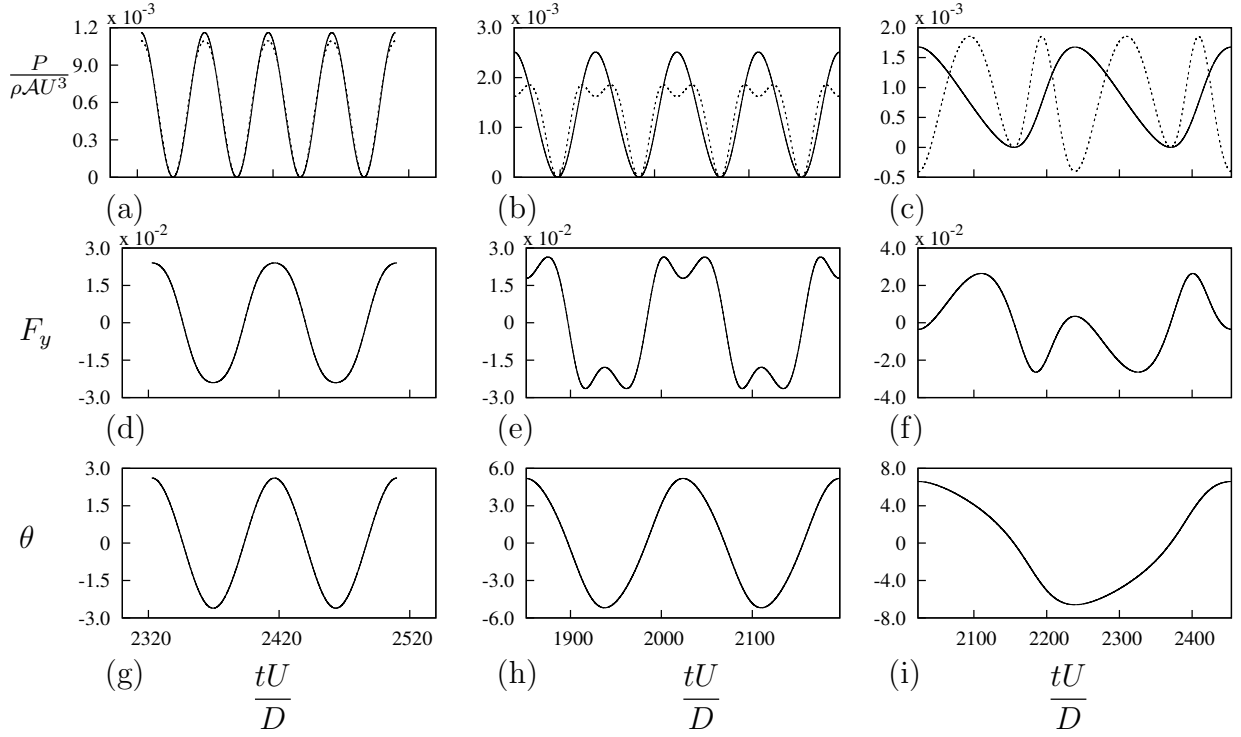 x 10-3 x 10-3 x 10-3
P/ρAU³
1.2 9.0 0.6 0.3 0
3.0 2.0 1.0 0
2.0 1.5 1.0 0.5 0 -0.5
(a) (b) (c)
x 10-2 x 10-2 x 10-2
Fy
3.0 1.5 0 -1.5 -3.0
3.0 1.5 0 -1.5 -3.0
4.0 2.0 0 -2.0 -4.0
(d) (e) (f)
θ
3.0 1.5 0 -1.5 -3.0
6.0 3.0 0 -3.0 -6.0
8.0 4.0 0 -4.0 -8.0
2320 2420 2520 1900 2000 2100 2100 2200 2300 2400
(g) (h) (i)
tU/D tU/D tU/D